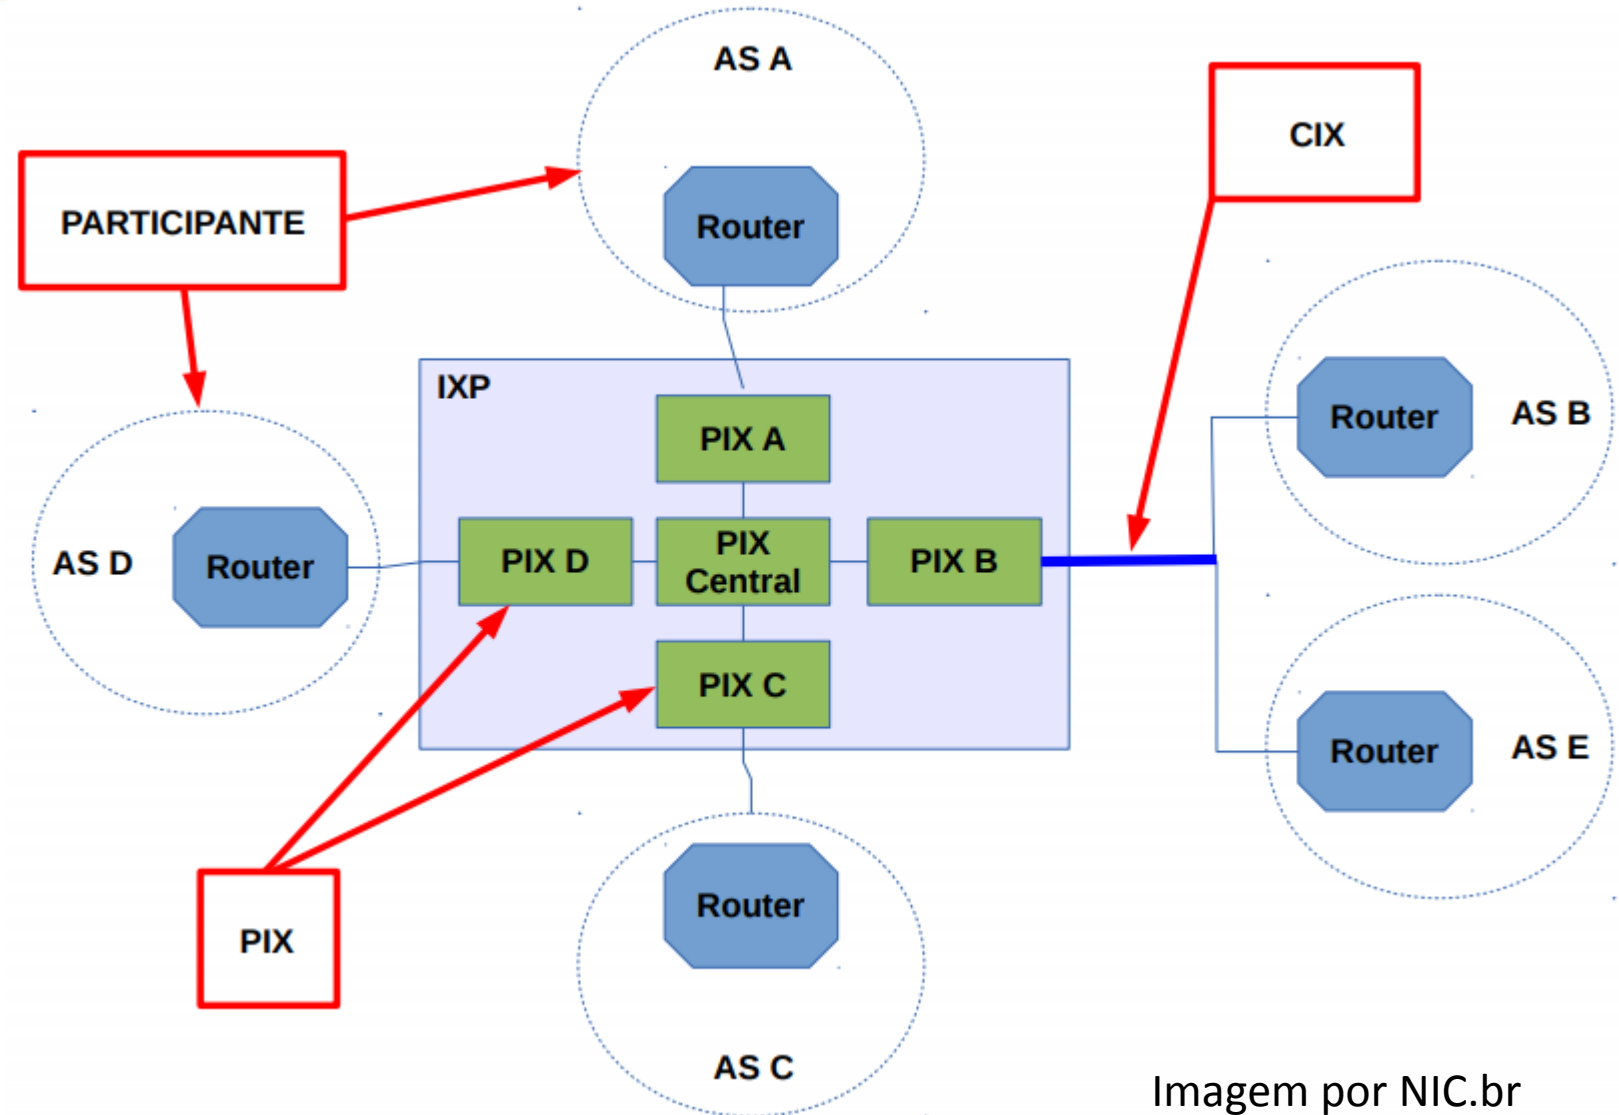 AS A
CIX
PARTICIPANTE
Router
IXP
PIX A
Router
AS B
AS D
Router
PIX D
PIX
Central
PIX B
PIX C
Router
AS E
Router
PIX
AS C
Imagem por NIC.br